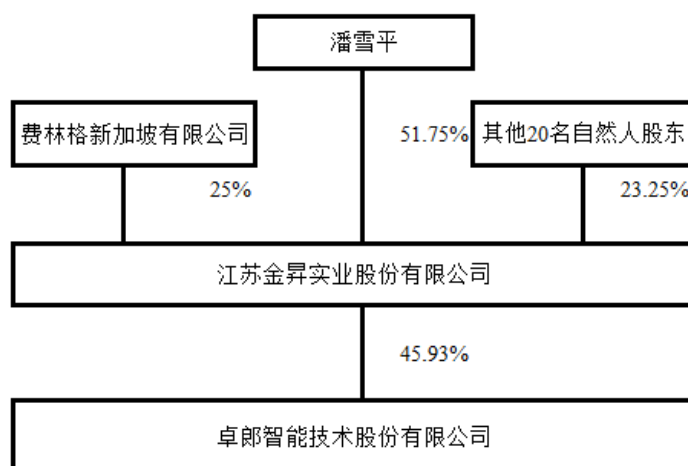 潘雪平
费林格新加坡有限公司
51.75%
其他20名自然人股东
25%
23.25%
江苏金昇实业股份有限公司
45.93%
卓郎智能技术股份有限公司